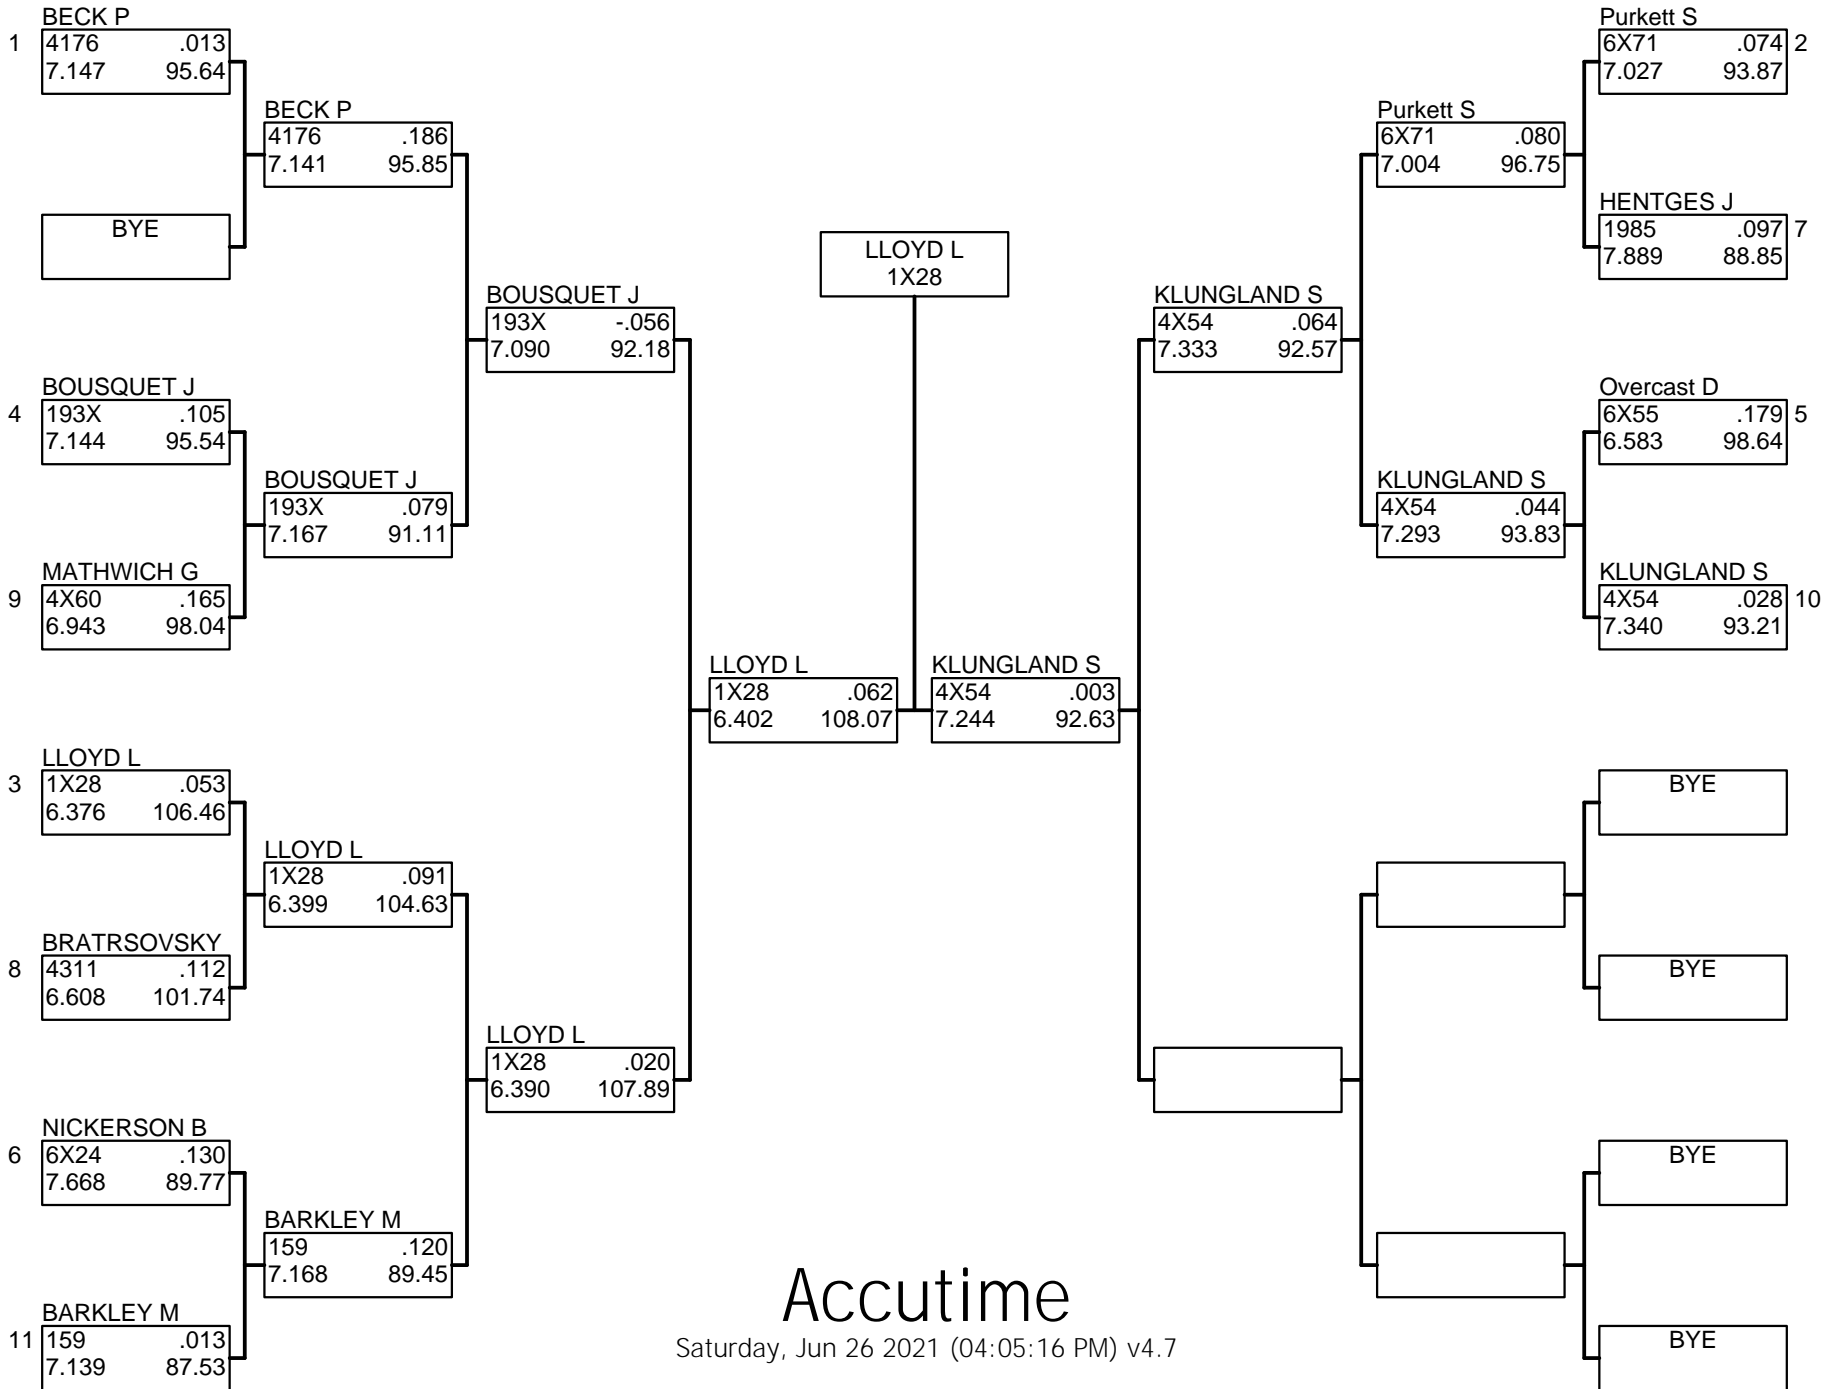 BECK P
1 4176 .013
7.147 95.64
BYE
BOUSQUET J
4 193X .105
7.144 95.54
MATHWICH G
9 4X60 .165
6.943 98.04
LLOYD L
3 1X28 .053
6.376 106.46
BRATRSOVSKY
8 4311 .112
6.608 101.74
NICKERSON B
6 6X24 .130
7.668 89.77
BARKLEY M
11 159 .013
7.139 87.53
BECK P
4176 .186
7.141 95.85
BOUSQUET J
193X .079
7.167 91.11
LLOYD L
1X28 .091
6.399 104.63
BARKLEY M
159 .120
7.168 89.45
BOUSQUET J
193X -.056
7.090 92.18
LLOYD L
1X28 .020
6.390 107.89
LLOYD L
1X28 .062
6.402 108.07
LLOYD L
1X28
KLUNGLAND S
4X54 .003
7.244 92.63
KLUNGLAND S
4X54 .064
7.333 92.57
Purkett S
6X71 .080
7.004 96.75
KLUNGLAND S
4X54 .044
7.293 93.83
Purkett S
6X71 .074 2
7.027 93.87
HENTGES J
1985 .097 7
7.889 88.85
Overcast D
6X55 .179 5
6.583 98.64
KLUNGLAND S
4X54 .028 10
7.340 93.21
BYE
BYE
BYE
BYE
Accutime
Saturday, Jun 26 2021 (04:05:16 PM) v4.7